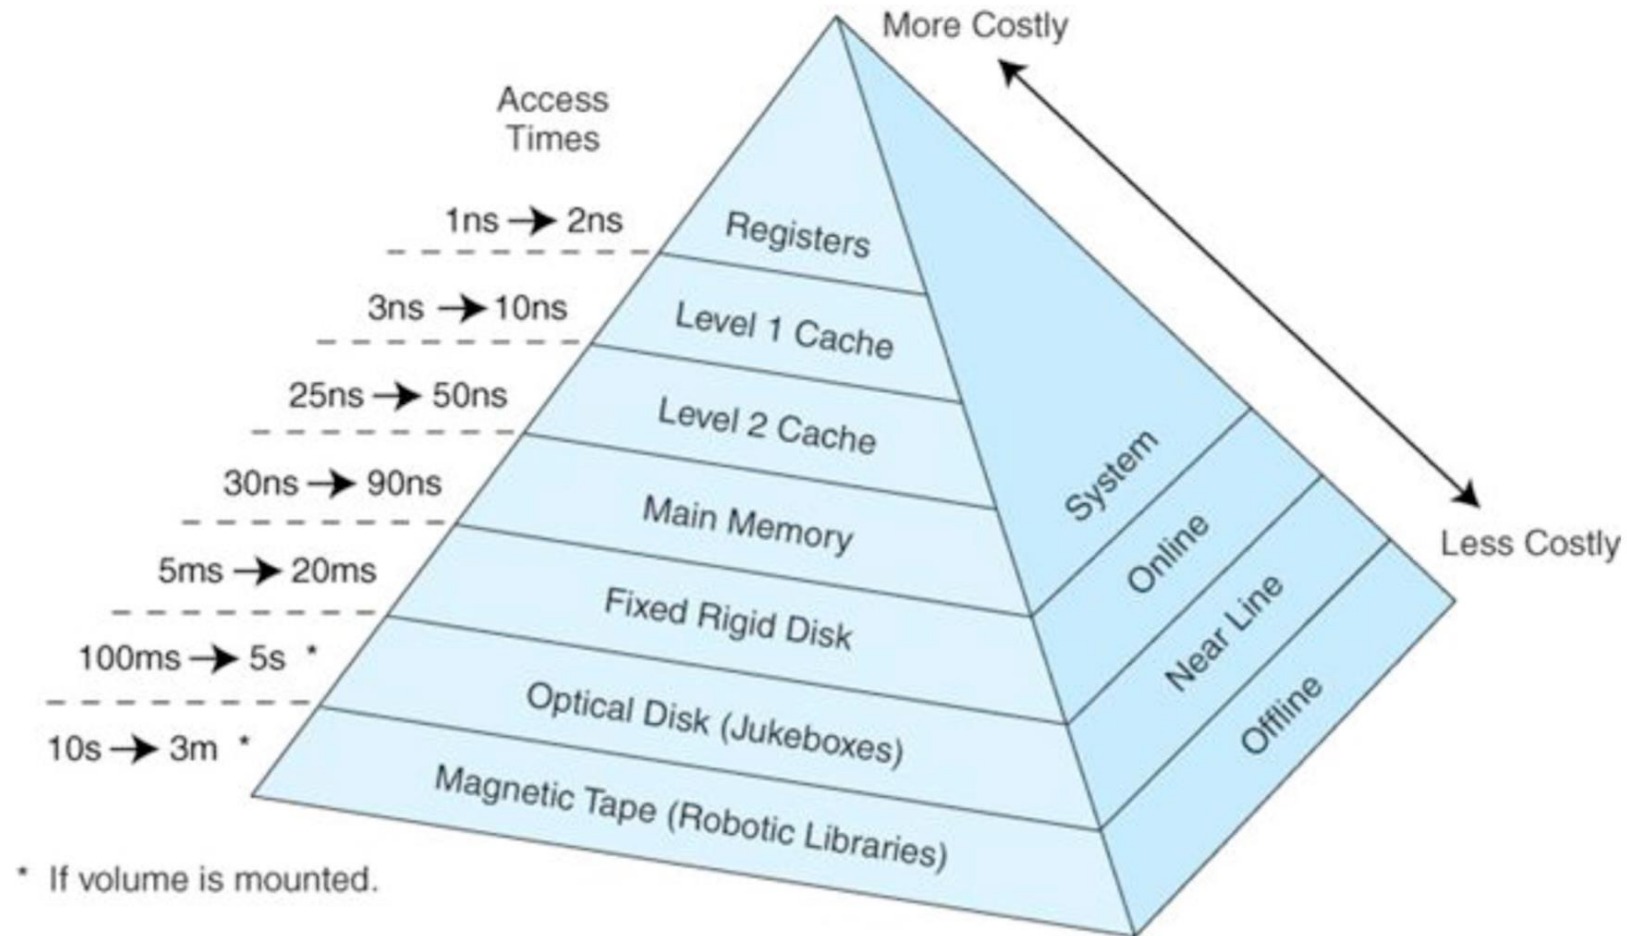 More Costly
Access
Times
1ns → 2ns
Registers
3ns → 10ns
Level 1 Cache
25ns → 50ns
Level 2 Cache
30ns → 90ns
Main Memory
5ms → 20ms
Fixed Rigid Disk
100ms → 5s *
Optical Disk (Jukeboxes)
10s → 3m *
Magnetic Tape (Robotic Libraries)
System
Online
Near Line
Offline
Less Costly
* If volume is mounted.